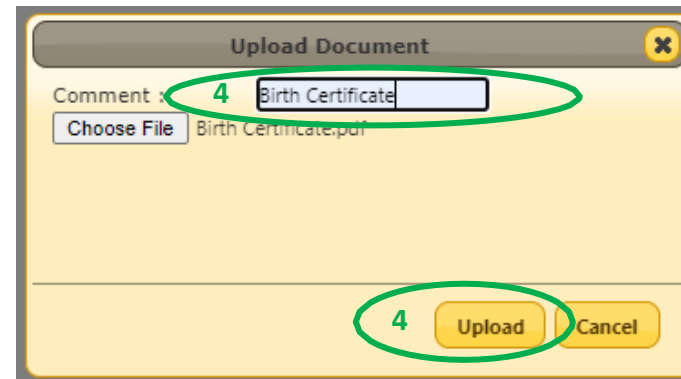 Upload Document
Comment : 4 Birth Certificate
Choose File Birth Certificate.pdf
4 Upload Cancel